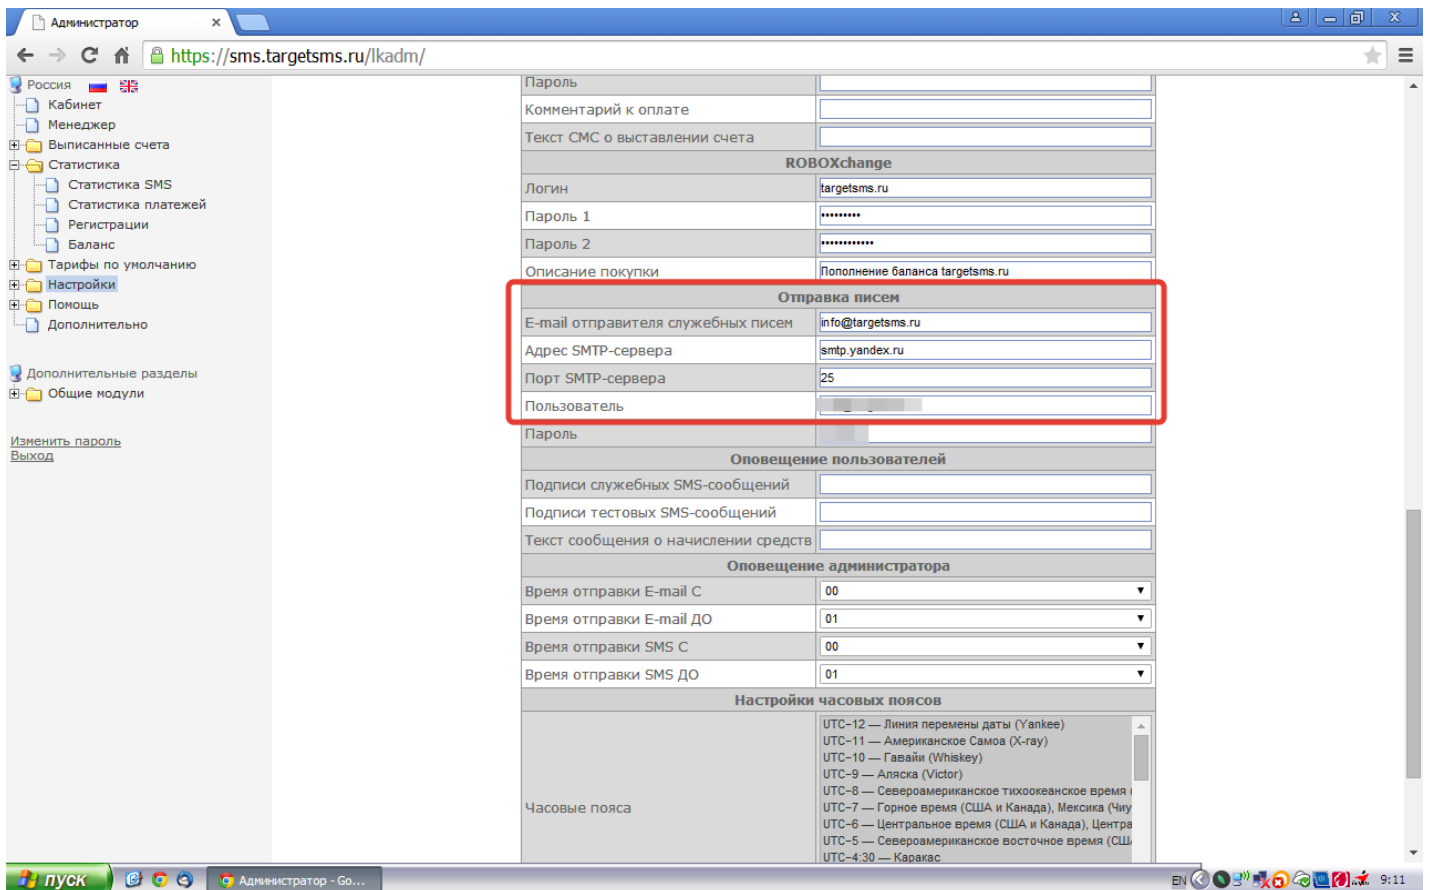 Администратор
https://sms.targetsms.ru/lkadm/
Россия
Кабинет
Менеджер
Выписанные счета
Статистика
Статистика SMS
Статистика платежей
Регистрации
Баланс
Тарифы по умолчанию
Настройки
Помощь
Дополнительно
Дополнительные разделы
Общие модули
Изменить пароль
Выход
Пароль
Комментарий к оплате
Текст СМС о выставлении счета
ROBOXchange
Логин targetsms.ru
Пароль 1 •••••••••
Пароль 2 ••••••••••••
Описание покупки Пополнение баланса targetsms.ru
Отправка писем
E-mail отправителя служебных писем info@targetsms.ru
Адрес SMTP-сервера smtp.yandex.ru
Порт SMTP-сервера 25
Пользователь
Пароль
Оповещение пользователей
Подписи служебных SMS-сообщений
Подписи тестовых SMS-сообщений
Текст сообщения о начислении средств
Оповещение администратора
Время отправки E-mail С 00
Время отправки E-mail ДО 01
Время отправки SMS С 00
Время отправки SMS ДО 01
Настройки часовых поясов
Часовые пояса
UTC-12 — Линия перемены даты (Yankee)
UTC-11 — Американское Самоа (X-ray)
UTC-10 — Гавайи (Whiskey)
UTC-9 — Аляска (Victor)
UTC-8 — Североамериканское тихоокеанское время (
UTC-7 — Горное время (США и Канада), Мексика (Чиу
UTC-6 — Центральное время (США и Канада), Центра
UTC-5 — Североамериканское восточное время (СШ
UTC-4:30 — Каракас
пуск
Администратор - Go...
EN
9:11